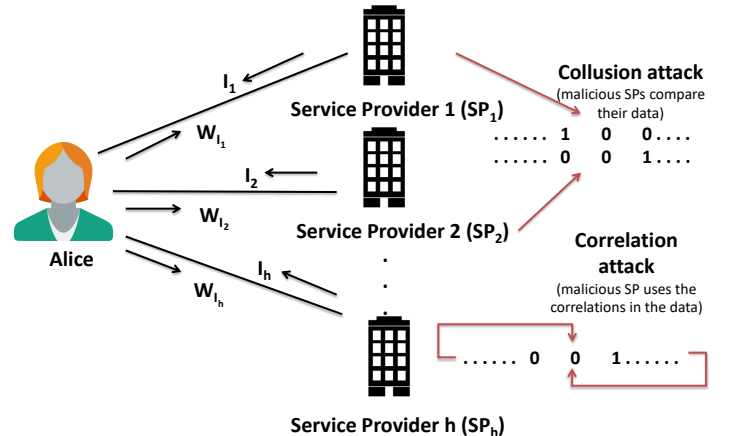 I1
Service Provider 1 (SP1)
WI1
Collusion attack
(malicious SPs compare
their data)
. . . . . . 1 0 0 . . . .
. . . . . . 0 0 1 . . . .
I2
WI2
Service Provider 2 (SP2)
Alice
Ih
WIh
.
.
.
Correlation
attack
(malicious SP uses the
correlations in the data)
. . . . . . 0 0 1 . . . . . .
Service Provider h (SPh)